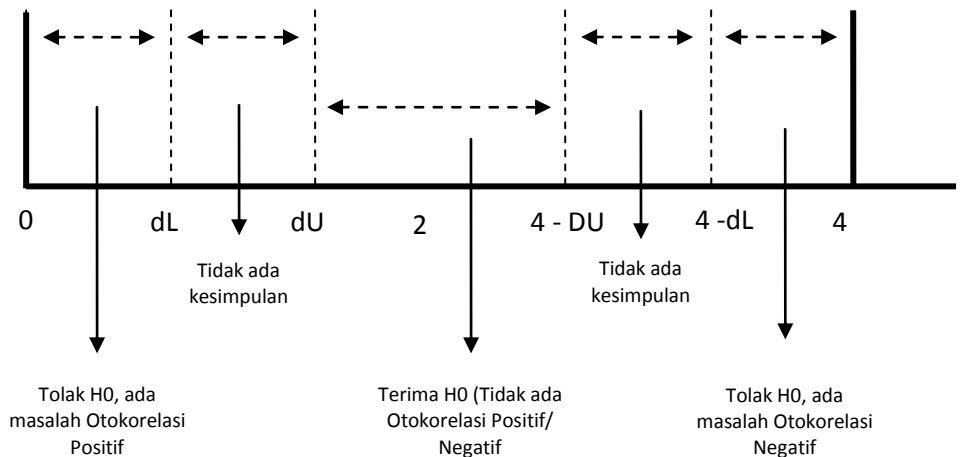 0 dL dU 2 4 - DU 4 -dL 4
Tidak ada
kesimpulan
Tidak ada
kesimpulan
Tolak H0, ada
masalah Otokorelasi
Positif
Terima H0 (Tidak ada
Otokorelasi Positif/
Negatif
Tolak H0, ada
masalah Otokorelasi
Negatif